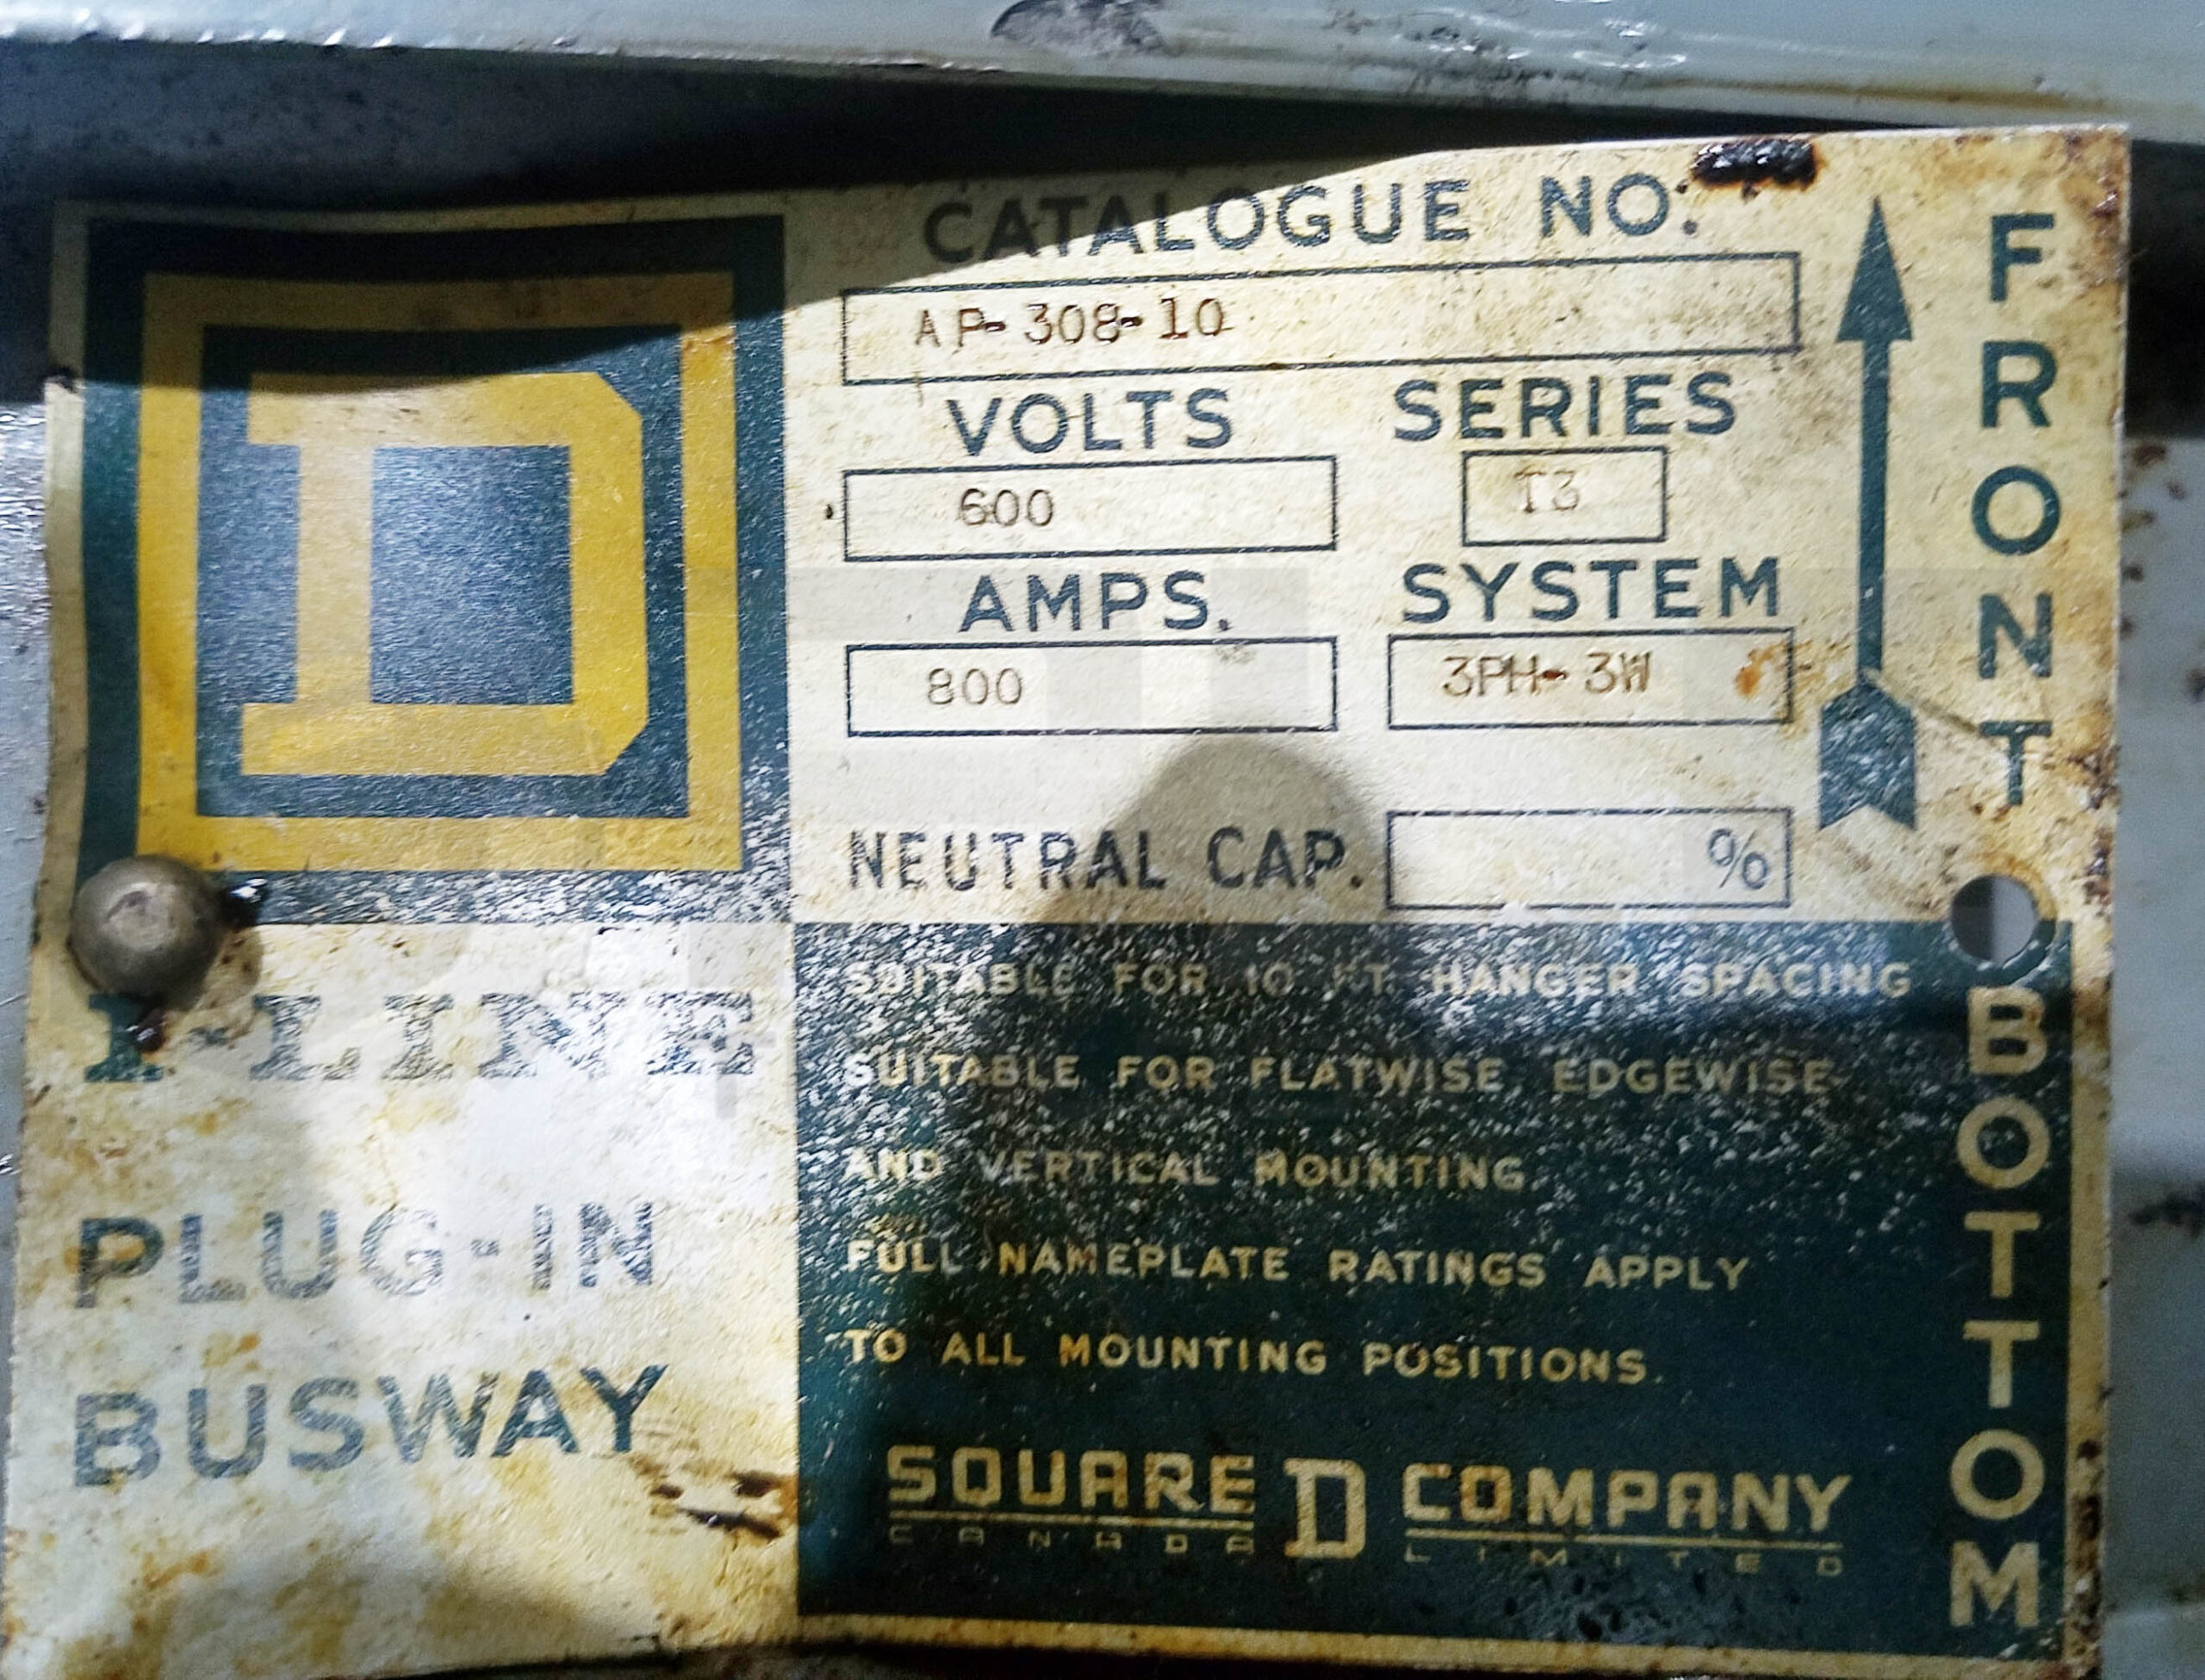 CATALOGUE NO.
AP-308-10
VOLTS SERIES
600 T3
AMPS. SYSTEM
800 3PH-3W
NEUTRAL CAP. %
FRONT
D
I-LINE
PLUG-IN
BUSWAY
SUITABLE FOR 10 FT HANGER SPACING
SUITABLE FOR FLATWISE, EDGEWISE
AND VERTICAL MOUNTING
FULL NAMEPLATE RATINGS APPLY
TO ALL MOUNTING POSITIONS.
SQUARE D COMPANY
CANADA LIMITED
BOTTOM